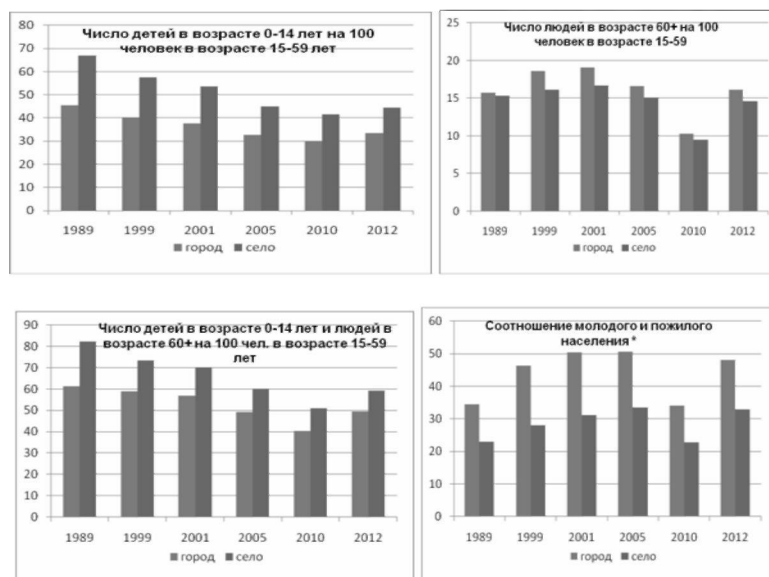 Число детей в возрасте 0-14 лет на 100
человек в возрасте 15-59 лет
80
70
60
50
40
30
20
10
0
1989 1999 2001 2005 2010 2012
город село
Число людей в возрасте 60+ на 100
человек в возрасте 15-59
25
20
15
10
5
0
1989 1999 2001 2005 2010 2012
город село
Число детей в возрасте 0-14 лет и людей в
возрасте 60+ на 100 чел. в возрасте 15-59
лет
90
80
70
60
50
40
30
20
10
0
1989 1999 2001 2005 2010 2012
город село
Соотношение молодого и пожилого
населения *
60
50
40
30
20
10
0
1989 1999 2001 2005 2010 2012
город село